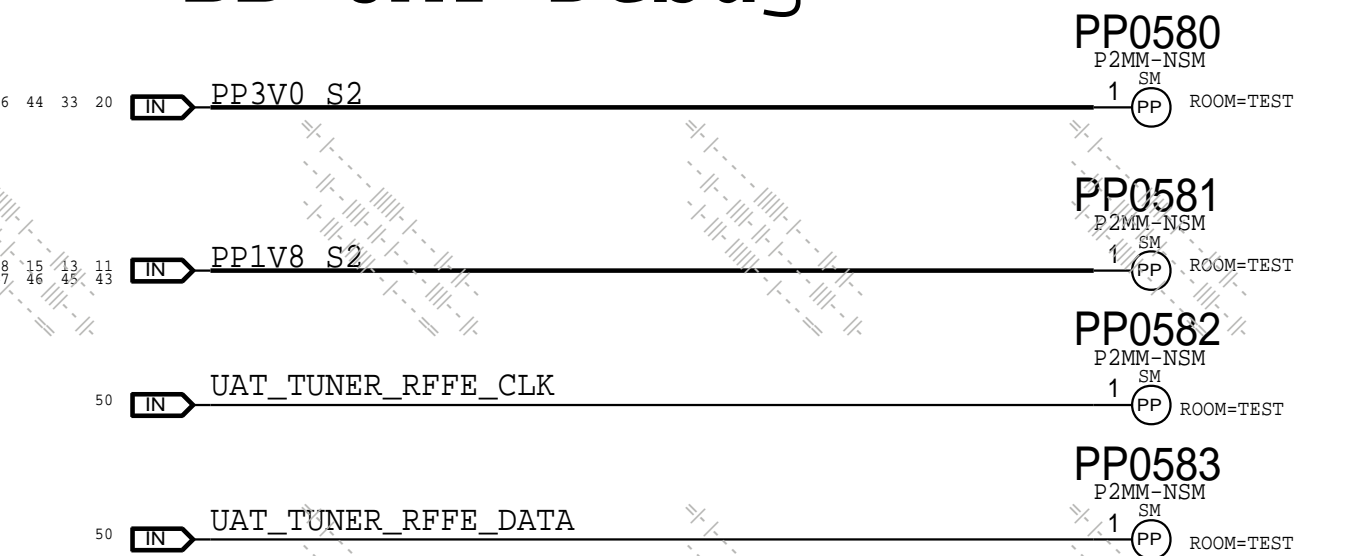 PP0580
P2MM-NSM
SM
6 44 33 20 IN PP3V0_S2 1 PP ROOM=TEST
PP0581
P2MM-NSM
SM
8 15 13 11 IN PP1V8_S2 1 PP ROOM=TEST
7 46 45 43
PP0582
P2MM-NSM
SM
50 IN UAT_TUNER_RFFE_CLK 1 PP ROOM=TEST
PP0583
P2MM-NSM
SM
50 IN UAT_TUNER_RFFE_DATA 1 PP ROOM=TEST